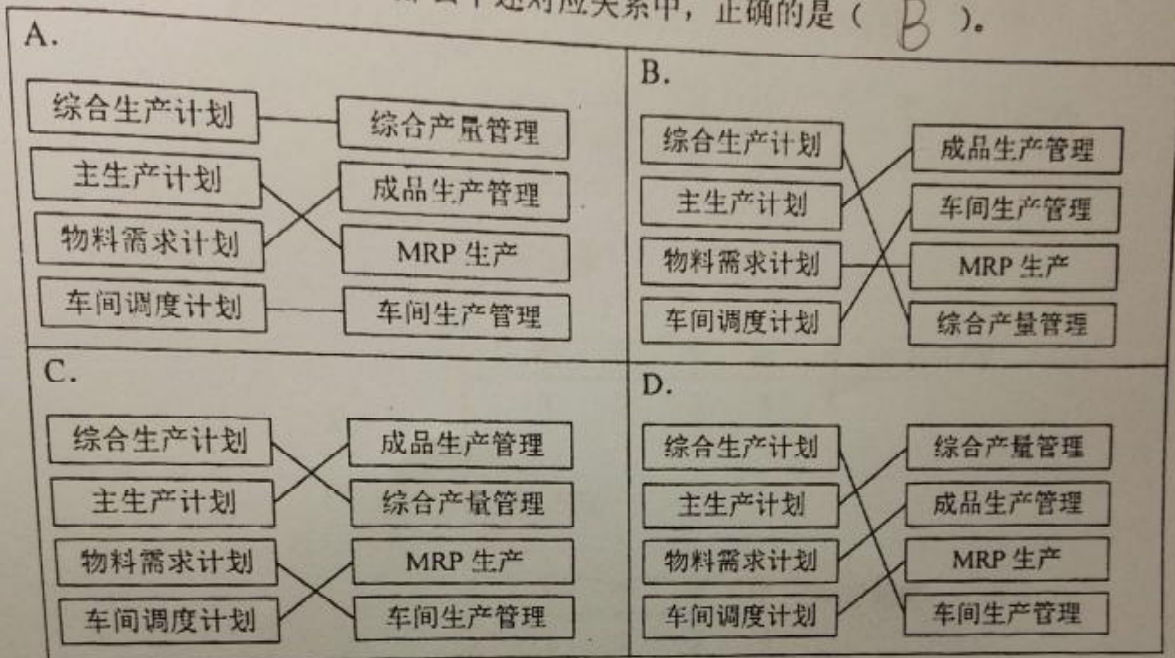 下述对应关系中，正确的是（ B ）。
A.
综合生产计划
主生产计划
物料需求计划
车间调度计划
综合产量管理
成品生产管理
MRP 生产
车间生产管理
B.
综合生产计划
主生产计划
物料需求计划
车间调度计划
成品生产管理
车间生产管理
MRP 生产
综合产量管理
C.
综合生产计划
主生产计划
物料需求计划
车间调度计划
成品生产管理
综合产量管理
MRP 生产
车间生产管理
D.
综合生产计划
主生产计划
物料需求计划
车间调度计划
综合产量管理
成品生产管理
MRP 生产
车间生产管理